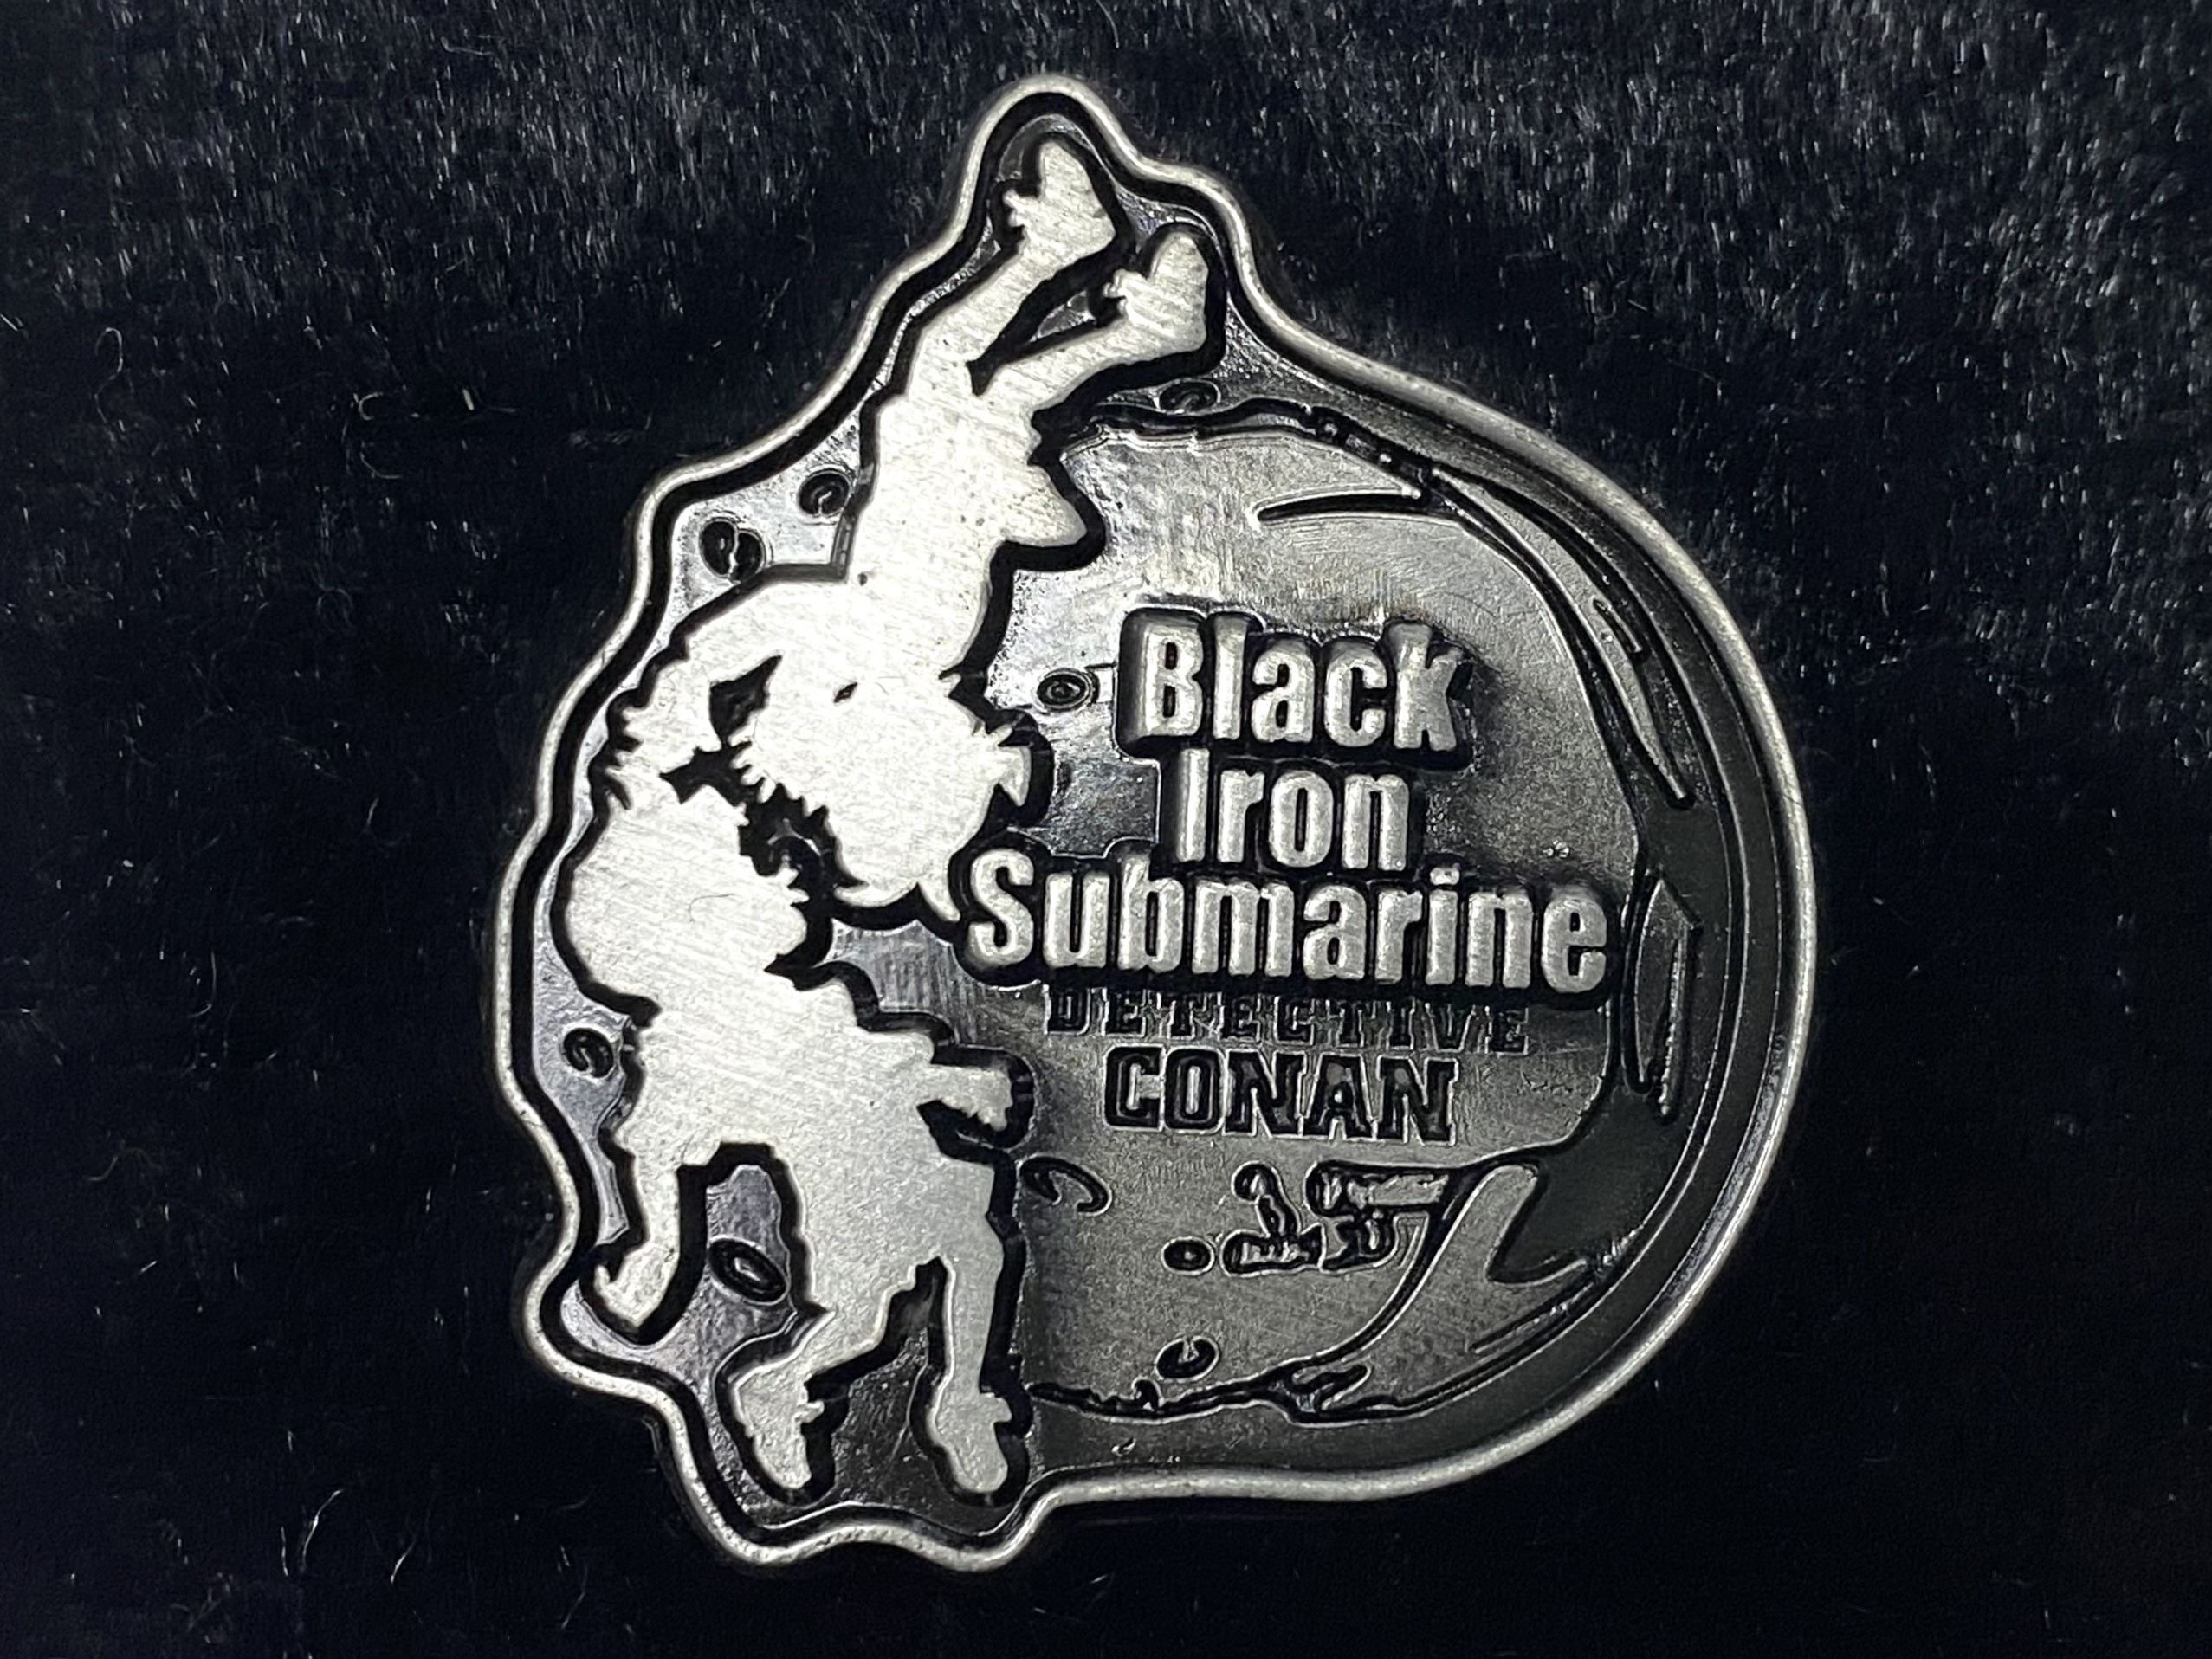 Black
Iron
Submarine
DETECTIVE
CONAN